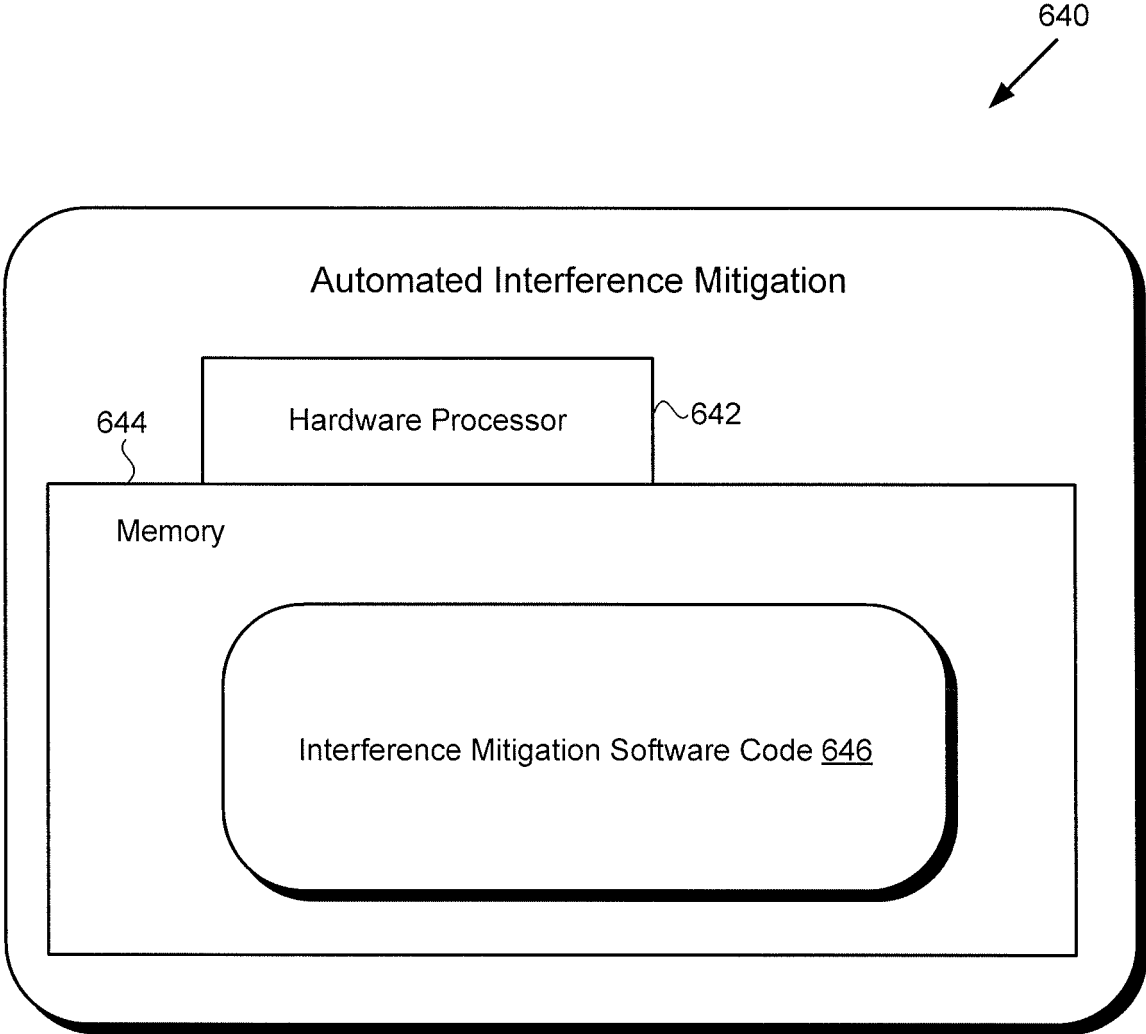 640
Automated Interference Mitigation
Hardware Processor
642
644
Memory
Interference Mitigation Software Code 646